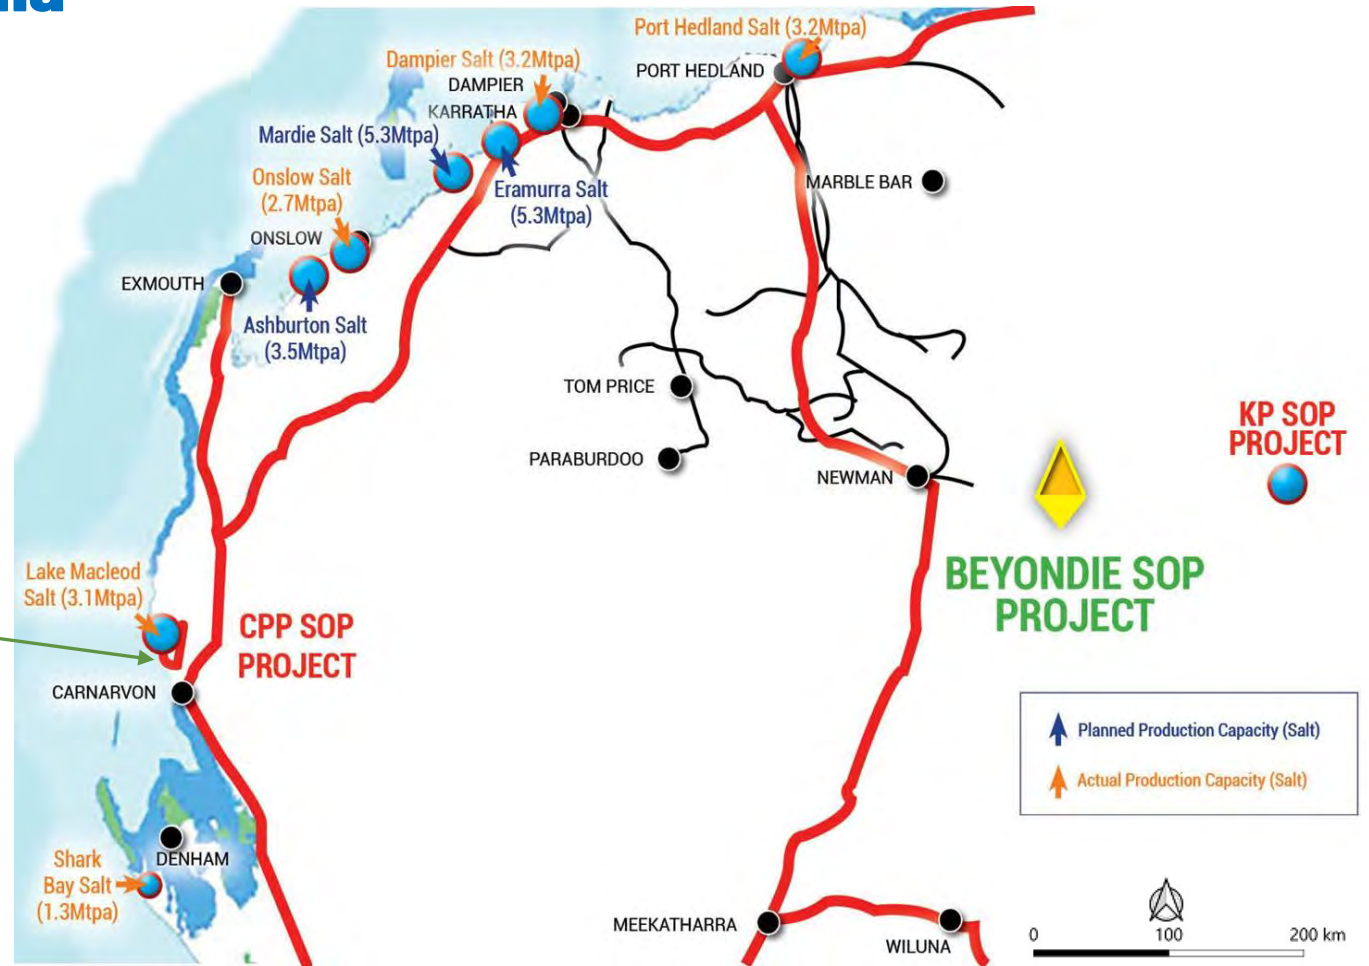 Port Hedland Salt (3.2Mtpa)
Dampier Salt (3.2Mtpa)
PORT HEDLAND
DAMPIER
KARRATHA
Mardie Salt (5.3Mtpa)
Onslow Salt
(2.7Mtpa)
Eramurra Salt
(5.3Mtpa)
MARBLE BAR
ONSLOW
EXMOUTH
Ashburton Salt
(3.5Mtpa)
TOM PRICE
KP SOP
PROJECT
PARABURDOO
NEWMAN
BEYONDIE SOP
PROJECT
Lake Macleod
Salt (3.1Mtpa)
CPP SOP
PROJECT
CARNARVON
Planned Production Capacity (Salt)
Actual Production Capacity (Salt)
DENHAM
Shark
Bay Salt
(1.3Mtpa)
MEEKATHARRA
WILUNA
0 100 200 km